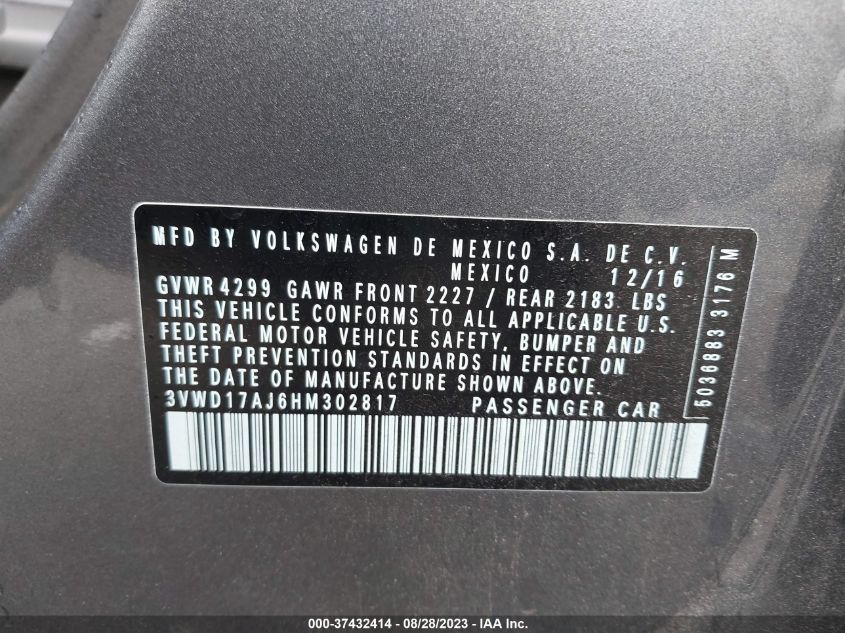 MFD BY VOLKSWAGEN DE MEXICO S.A. DE C.V.
MEXICO 12/16
GVWR 4299 GAWR FRONT 2227 / REAR 2183 LBS
THIS VEHICLE CONFORMS TO ALL APPLICABLE U.S.
FEDERAL MOTOR VEHICLE SAFETY, BUMPER AND
THEFT PREVENTION STANDARDS IN EFFECT ON
THE DATE OF MANUFACTURE SHOWN ABOVE.
3VWD17AJ6HM302817 PASSENGER CAR
5036883 3176 M
000-37432414 - 08/28/2023 - © IAA, Inc.